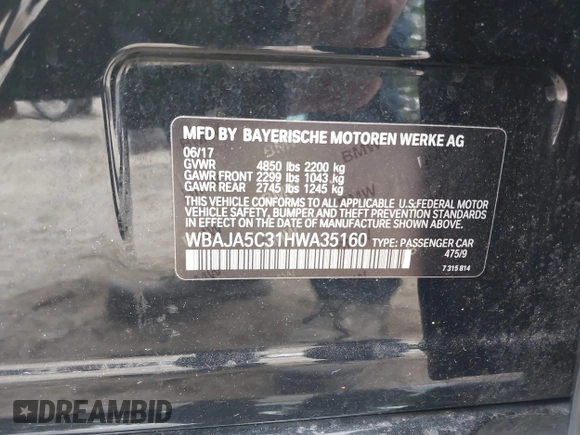 MFD BY BAYERISCHE MOTOREN WERKE AG
06/17
GVWR 4850 lbs 2200 kg
GAWR FRONT 2299 lbs 1043 kg
GAWR REAR 2745 lbs 1245 kg
THIS VEHICLE CONFORMS TO ALL APPLICABLE U.S.FEDERAL MOTOR
VEHICLE SAFETY, BUMPER AND THEFT PREVENTION STANDARDS
IN EFFECT ON THE DATE OF MANUFACTURE SHOWN ABOVE.
WBAJA5C31HWA35160 TYPE: PASSENGER CAR
475/9
7 315 814
DREAMBID